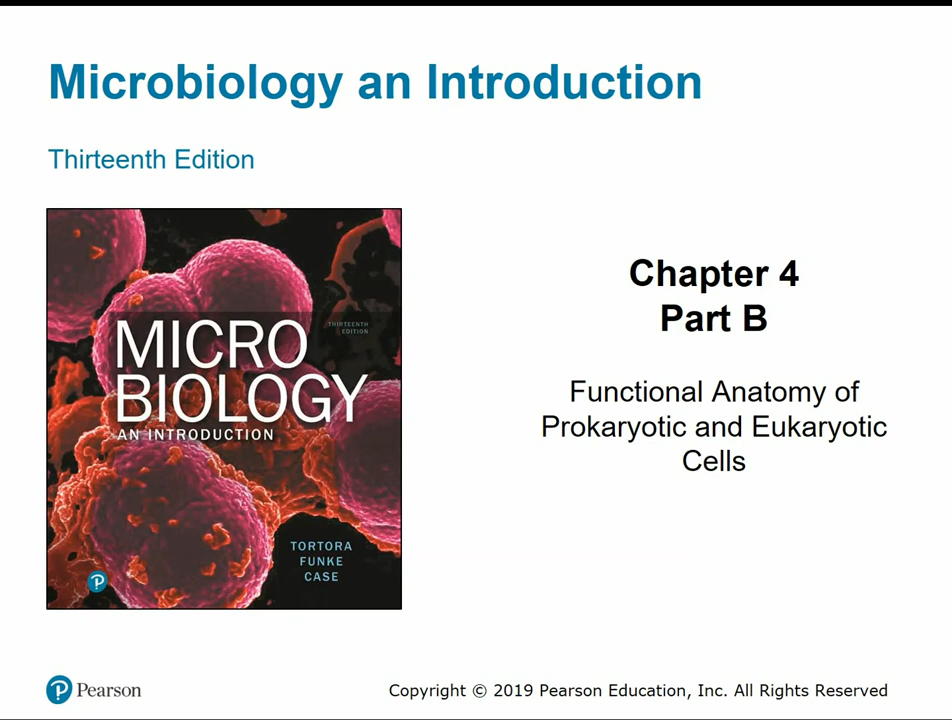 Microbiology an Introduction
Thirteenth Edition
THIRTEENTH
EDITION
MICRO
BIOLOGY
AN INTRODUCTION
TORTORA
FUNKE
CASE
P
Chapter 4
Part B
Functional Anatomy of
Prokaryotic and Eukaryotic
Cells
P Pearson
Copyright © 2019 Pearson Education, Inc. All Rights Reserved